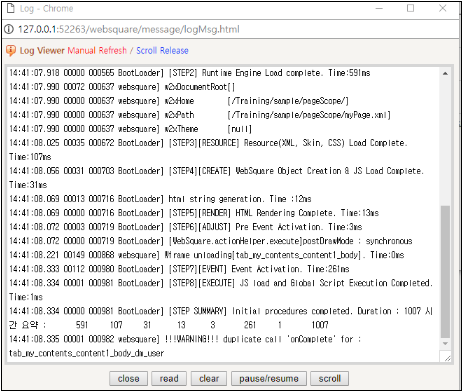 Log - Chrome
127.0.0.1:52263/websquare/message/logMsg.html
Log Viewer Manual Refresh / Scroll Release
14:41:07.918 00000 000565 BootLoader] [STEP2] Runtime Engine Load complete. Time:591ms
14:41:07.990 00072 000637 websquare] w2xDocumentRoot[]
14:41:07.990 00000 000637 websquare] w2xHome [/Training/sample/pageScope/]
14:41:07.990 00000 000637 websquare] w2xPath [/Training/sample/pageScope/myPage.xml]
14:41:07.990 00000 000637 websquare] w2xTheme [null]
14:41:08.025 00035 000672 BootLoader] [STEP3][RESOURCE] Resource(XML, Skin, CSS) Load Complete.
Time:107ms
14:41:08.056 00031 000703 BootLoader] [STEP4][CREATE] WebSquare Object Creation & JS Load Complete.
Time:31ms
14:41:08.069 00013 000716 BootLoader] html string generation. Time :12ms
14:41:08.069 00000 000716 BootLoader] [STEP5][RENDER] HTML Rendering Complete. Time:13ms
14:41:08.072 00003 000719 BootLoader] [STEP6][ADJUST] Pre Event Activation. Time:3ms
14:41:08.072 00000 000719 BootLoader] [WebSquare.actionHelper.execute]postDrawMode : synchronous
14:41:08.221 00149 000868 websquare] Wframe unloading[tab_my_contents_content1_body]. Time:0ms
14:41:08.333 00112 000980 BootLoader] [STEP7][EVENT] Event Activation. Time:261ms
14:41:08.334 00001 000981 BootLoader] [STEP8][EXECUTE] JS load and Global Script Execution Completed.
Time:1ms
14:41:08.334 00000 000981 BootLoader] [STEP SUMMARY] Initial procedures completed. Duration : 1007 시
간 요약 : 591 107 31 13 3 261 1 1007
14:41:08.335 00001 000982 websquare] !!!WARNING!!! duplicate call 'onComplete' for :
tab_my_contents_content1_body_dm_user
close read clear pause/resume scroll